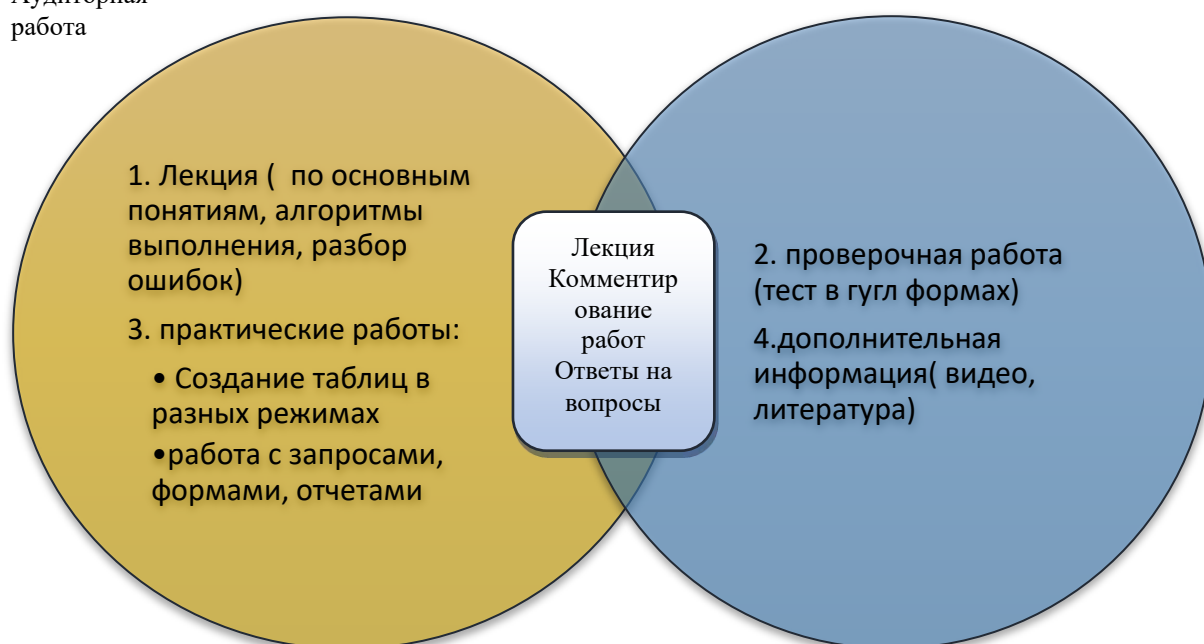 Аудиторная
работа
1. Лекция ( по основным
понятиям, алгоритмы
выполнения, разбор
ошибок)
3. практические работы:
• Создание таблиц в
разных режимах
•работа с запросами,
формами, отчетами
Лекция
Комментир
ование
работ
Ответы на
вопросы
2. проверочная работа
(тест в гугл формах)
4.дополнительная
информация( видео,
литература)